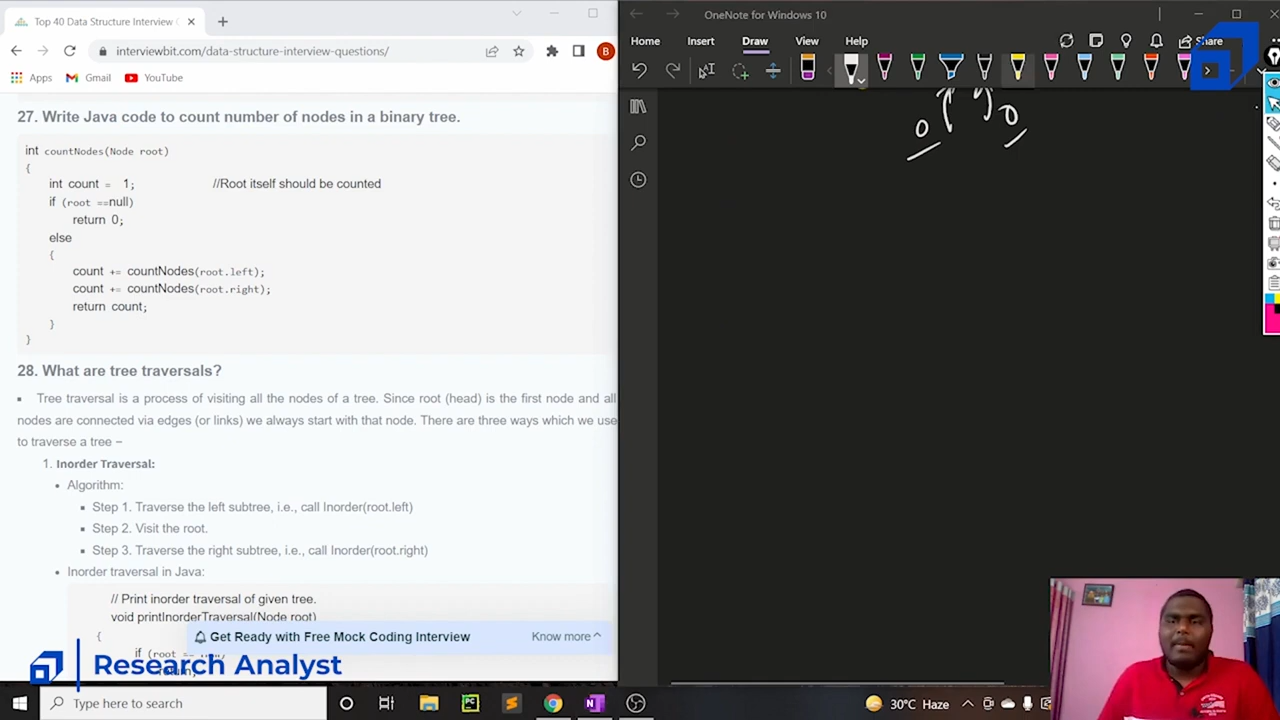 Top 40 Data Structure Interview
interviewbit.com/data-structure-interview-questions/
B
Apps
Gmail
YouTube
27. Write Java code to count number of nodes in a binary tree.
int countNodes(Node root)
{
int count = 1; //Root itself should be counted
if (root ==null)
return 0;
else
{
count += countNodes(root.left);
count += countNodes(root.right);
return count;
}
}
28. What are tree traversals?
Tree traversal is a process of visiting all the nodes of a tree. Since root (head) is the first node and all
nodes are connected via edges (or links) we always start with that node. There are three ways which we use
to traverse a tree −
1. Inorder Traversal:
Algorithm:
Step 1. Traverse the left subtree, i.e., call Inorder(root.left)
Step 2. Visit the root.
Step 3. Traverse the right subtree, i.e., call Inorder(root.right)
Inorder traversal in Java:
// Print inorder traversal of given tree.
void printInorderTraversal(Node root)
{
if (root == null)
return;
Get Ready with Free Mock Coding Interview
Know more
Research Analyst
OneNote for Windows 10
Home Insert Draw View Help
Share
0 0
Type here to search
30°C Haze